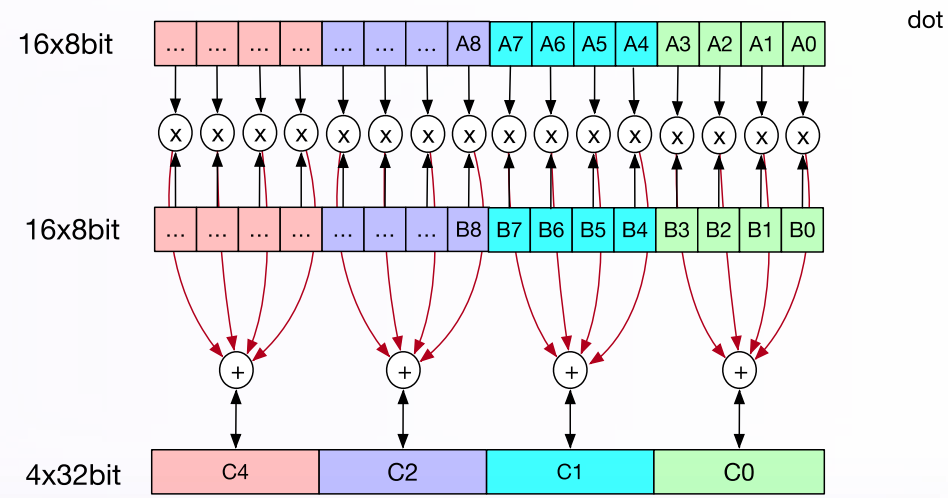 dot
16x8bit ... ... ... ... ... ... ... A8 A7 A6 A5 A4 A3 A2 A1 A0
x x x x x x x x x x x x x x x x
16x8bit ... ... ... ... ... ... ... B8 B7 B6 B5 B4 B3 B2 B1 B0
+ + + +
4x32bit C4 C2 C1 C0